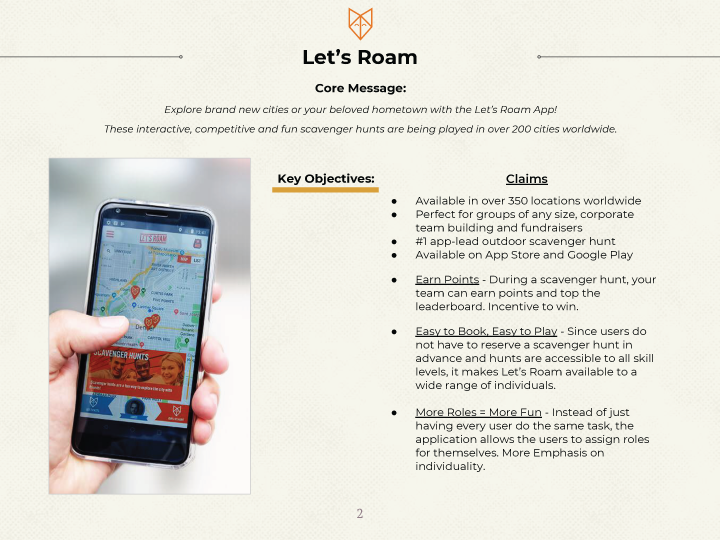 Let's Roam
Core Message:
Explore brand new cities or your beloved hometown with the Let's Roam App!
These interactive, competitive and fun scavenger hunts are being played in over 200 cities worldwide.
Key Objectives:
Claims
● Available in over 350 locations worldwide
● Perfect for groups of any size, corporate
team building and fundraisers
● #1 app-lead outdoor scavenger hunt
● Available on App Store and Google Play
● Earn Points - During a scavenger hunt, your
team can earn points and top the
leaderboard. Incentive to win.
● Easy to Book, Easy to Play - Since users do
not have to reserve a scavenger hunt in
advance and hunts are accessible to all skill
levels, it makes Let's Roam available to a
wide range of individuals.
● More Roles = More Fun - Instead of just
having every user do the same task, the
application allows the users to assign roles
for themselves. More Emphasis on
individuality.
LET'S ROAM
MAP
SCAVENGER HUNTS
2